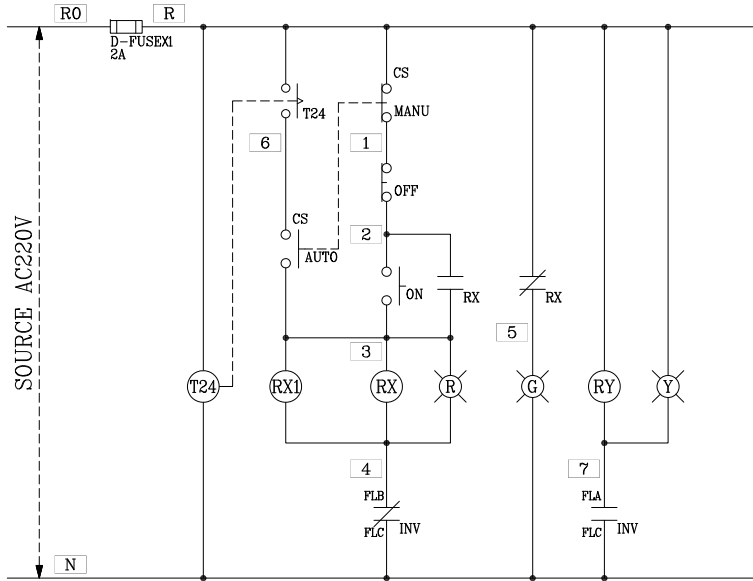 R0
R
D-FUSEX1
2A
CS
T24
MANU
6
1
OFF
SOURCE AC220V
CS
2
AUTO
ON
RX
RX
5
3
T24
RX1
RX
R
G
RY
Y
4
7
FLB
FLC
INV
FLA
FLC
INV
N